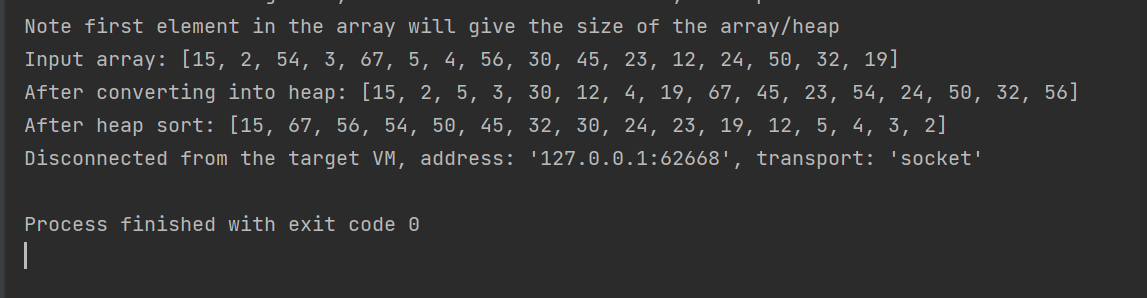 Note first element in the array will give the size of the array/heap
Input array: [15, 2, 54, 3, 67, 5, 4, 56, 30, 45, 23, 12, 24, 50, 32, 19]
After converting into heap: [15, 2, 5, 3, 30, 12, 4, 19, 67, 45, 23, 54, 24, 50, 32, 56]
After heap sort: [15, 67, 56, 54, 50, 45, 32, 30, 24, 23, 19, 12, 5, 4, 3, 2]
Disconnected from the target VM, address: '127.0.0.1:62668', transport: 'socket'
Process finished with exit code 0